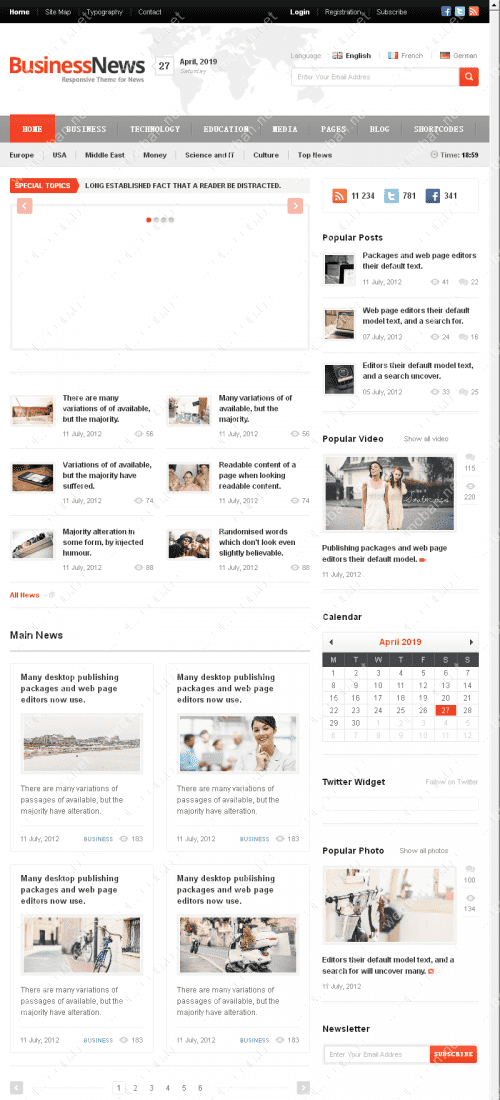 Home Site Map Typography Contact Login Registration Subscribe
BusinessNews
Responsive Theme for News
27 April, 2019
Saturday
Language English French German
Enter Your Email Addres
HOME BUSINESS TECHNOLOGY EDUCATION MEDIA PAGES BLOG SHORTCODES
Europe USA Middle East Money Science and IT Culture Top News Time: 18:59
SPECIAL TOPICS LONG ESTABLISHED FACT THAT A READER BE DISTRACTED.
11 234 781 341
Popular Posts
Packages and web page editors
their default text.
11 July, 2012 41 22
Web page editors their default
model text, and a search for.
07 July, 2012 24 16
Editors their default model text,
and a search uncover.
05 July, 2012 33 25
There are many
variations of of available,
but the majority.
11 July, 2012 56
Many variations of of
available, but the
majority.
11 July, 2012 56
Variations of of available,
but the majority have
suffered.
11 July, 2012 74
Readable content of a
page when looking
readable content.
11 July, 2012 74
Majority alteration in
some form, by injected
humour.
11 July, 2012 88
Randomised words
which don't look even
slightly believable.
11 July, 2012 88
All News
Popular Video Show all video
115
220
Publishing packages and web page
editors their default model.
11 July, 2012
Calendar
April 2019
M T W T F S S
1 2 3 4 5 6 7
8 9 10 11 12 13 14
15 16 17 18 19 20 21
22 23 24 25 26 27 28
29 30 1 2 3 4 5
6 7 8 9 10 11 12
Main News
Many desktop publishing
packages and web page
editors now use.
There are many variations of
passages of available, but the
majority have alteration.
11 July, 2012 BUSINESS 183
Many desktop publishing
packages and web page
editors now use.
There are many variations of
passages of available, but the
majority have alteration.
11 July, 2012 BUSINESS 183
Many desktop publishing
packages and web page
editors now use.
There are many variations of
passages of available, but the
majority have alteration.
11 July, 2012 BUSINESS 183
Many desktop publishing
packages and web page
editors now use.
There are many variations of
passages of available, but the
majority have alteration.
11 July, 2012 BUSINESS 183
1 2 3 4 5 6
Twitter Widget Follow on Twitter
Popular Photo Show all photos
100
134
Editors their default model text, and a
search for will uncover many.
11 July, 2012
Newsletter
Enter Your Email Addres SUBSCRIBE